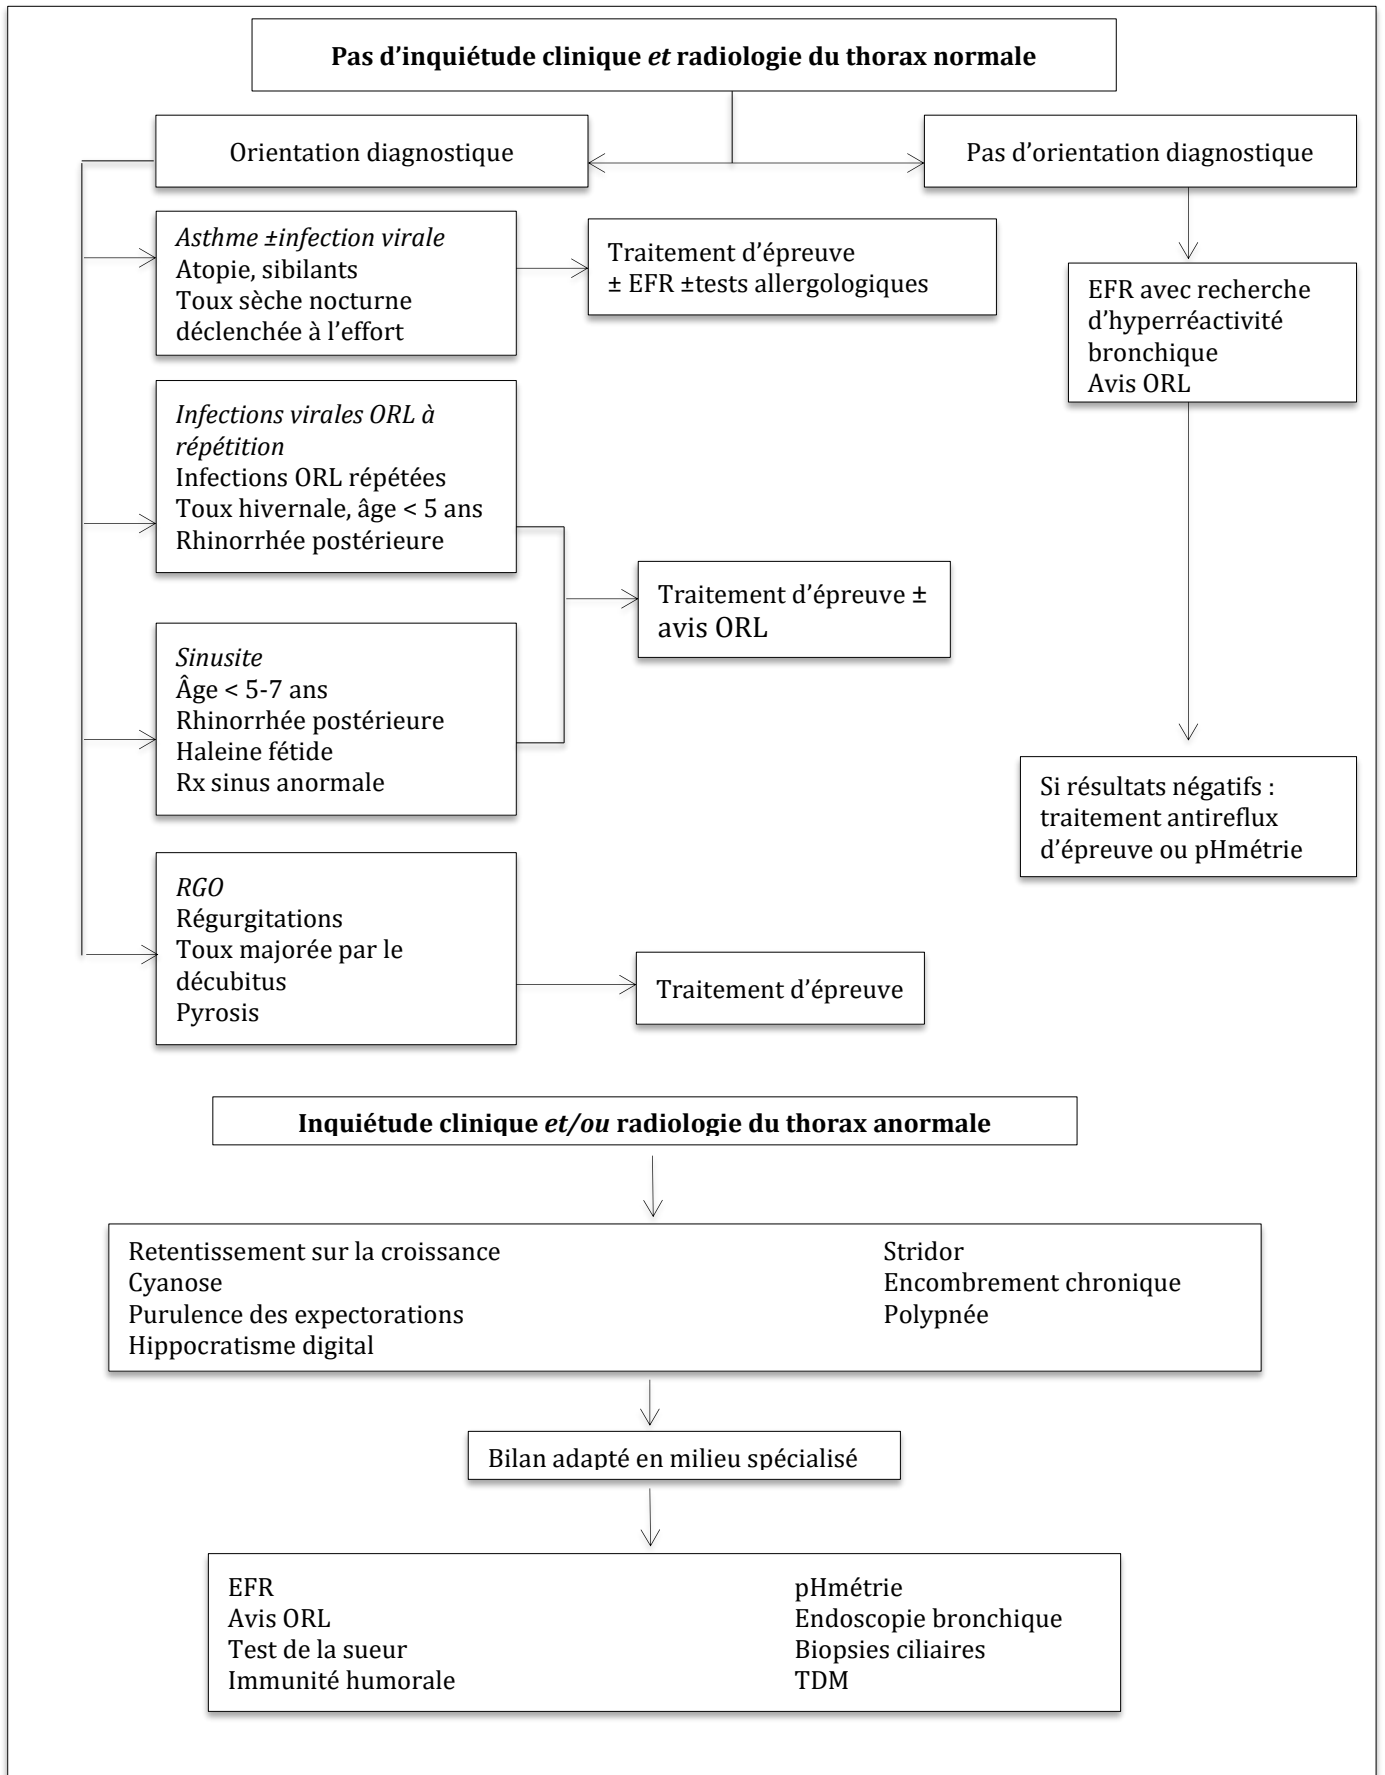 Pas d’inquiétude clinique et radiologie du thorax normale
Orientation diagnostique
Pas d’orientation diagnostique
Asthme ±infection virale
Atopie, sibilants
Toux sèche nocturne
déclenchée à l’effort
Traitement d’épreuve
± EFR ±tests allergologiques
EFR avec recherche
d’hyperréactivité
bronchique
Avis ORL
Infections virales ORL à
répétition
Infections ORL répétées
Toux hivernale, âge < 5 ans
Rhinorrhée postérieure
Traitement d’épreuve ±
avis ORL
Sinusite
Âge < 5-7 ans
Rhinorrhée postérieure
Haleine fétide
Rx sinus anormale
Si résultats négatifs :
traitement antireflux
d’épreuve ou pHmétrie
RGO
Régurgitations
Toux majorée par le
décubitus
Pyrosis
Traitement d’épreuve
Inquiétude clinique et/ou radiologie du thorax anormale
Retentissement sur la croissance
Cyanose
Purulence des expectorations
Hippocratisme digital
Stridor
Encombrement chronique
Polypnée
Bilan adapté en milieu spécialisé
EFR
Avis ORL
Test de la sueur
Immunité humorale
pHmétrie
Endoscopie bronchique
Biopsies ciliaires
TDM